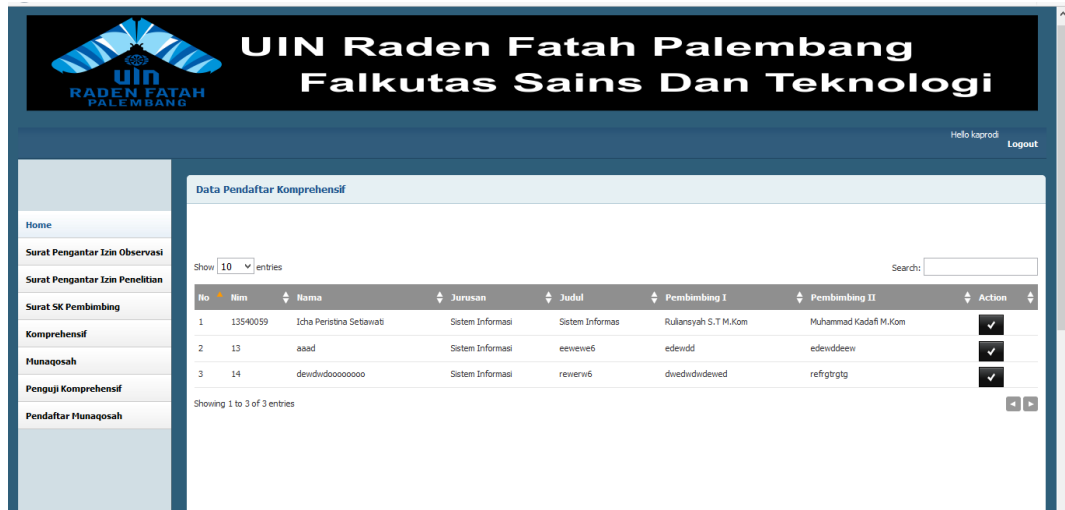 uin
RADEN FATAH
PALEMBANG
UIN Raden Fatah Palembang
Falkutas Sains Dan Teknologi
Hello kaprodi
Logout
Home
Surat Pengantar Izin Observasi
Surat Pengantar Izin Penelitian
Surat SK Pembimbing
Komprehensif
Munaqosah
Penguji Komprehensif
Pendaftar Munaqosah
Data Pendaftar Komprehensif
Show 10 entries
Search:
No Nim Nama Jurusan Judul Pembimbing I Pembimbing II Action
1 13540059 Icha Peristina Setiawati Sistem Informasi Sistem Informas Ruliansyah S.T M.Kom Muhammad Kadafi M.Kom
2 13 aaad Sistem Informasi eewewe6 edewdd edewddeew
3 14 dewdwdoooooooo Sistem Informasi rewerw6 dwedwdwdewed refrgtrgtg
Showing 1 to 3 of 3 entries